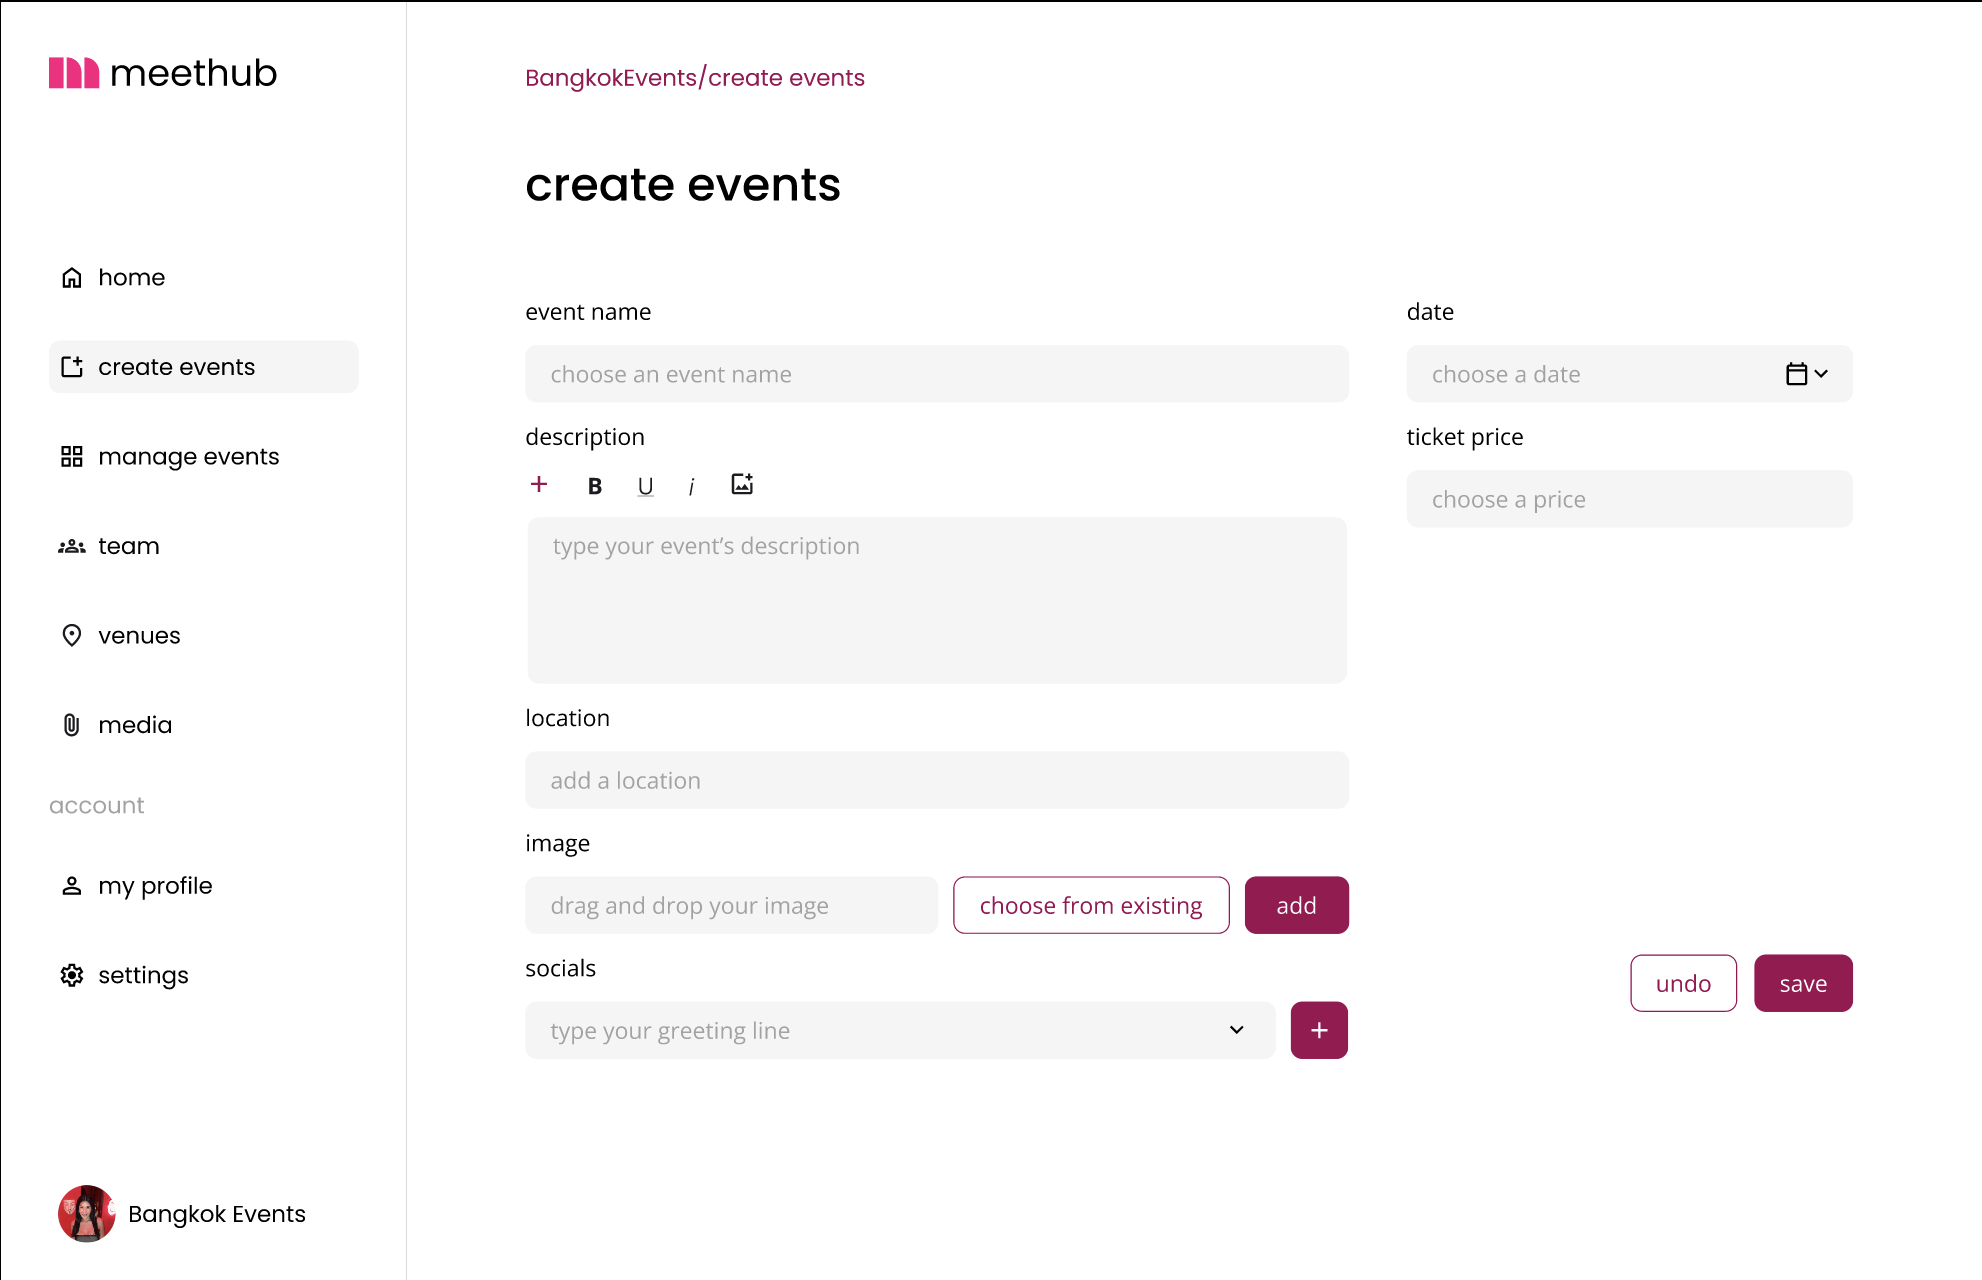 meethub
home
create events
manage events
team
venues
media
account
my profile
settings
Bangkok Events
BangkokEvents/create events
create events
event name
choose an event name
description
+ B U i
type your event’s description
location
add a location
image
drag and drop your image
choose from existing
add
socials
type your greeting line
+
date
choose a date
ticket price
choose a price
undo
save